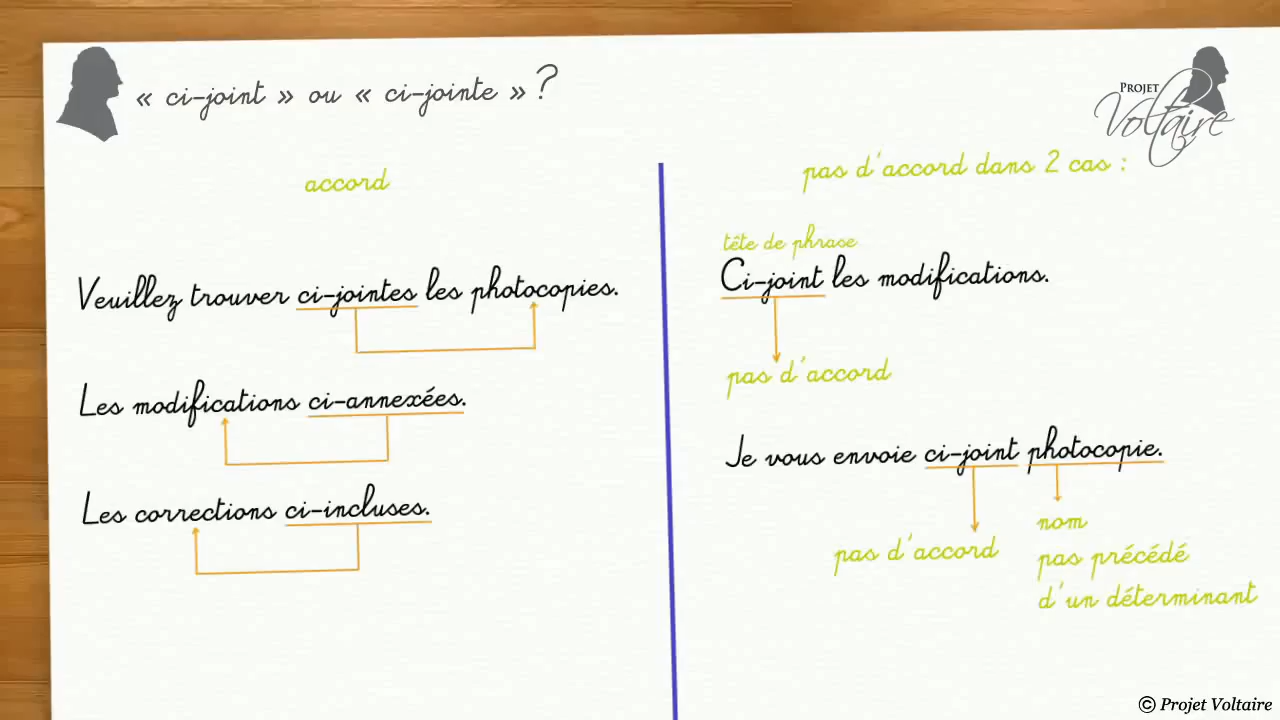 « ci-joint » ou « ci-jointe » ?
PROJET
Voltaire
accord
Veuillez trouver ci-jointes les photocopies.
Les modifications ci-annexées.
Les corrections ci-incluses.
pas d'accord dans 2 cas :
tête de phrase
Ci-joint les modifications.
pas d'accord
Je vous envoie ci-joint photocopie.
pas d'accord
nom
pas précédé
d'un déterminant
© Projet Voltaire